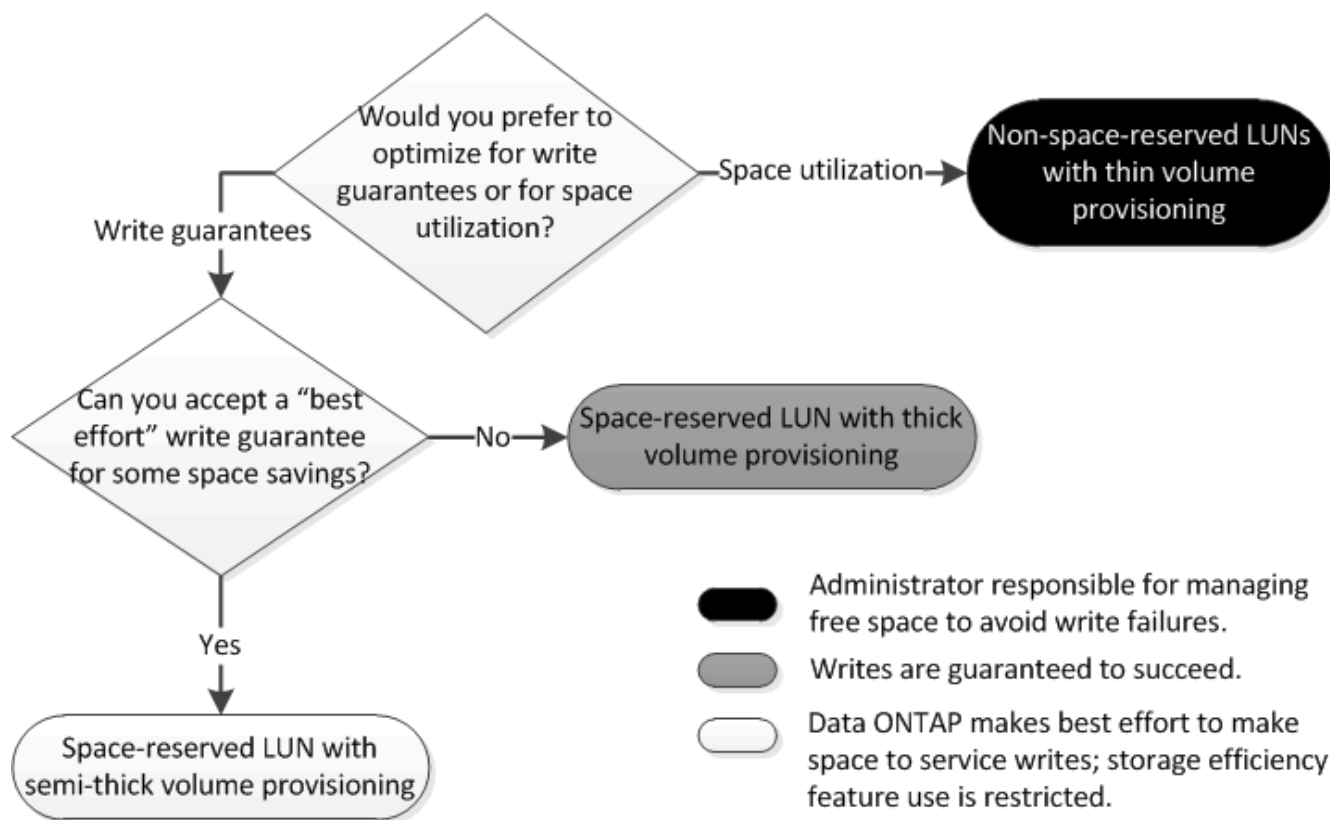 Would you prefer to
optimize for write
guarantees or for space
utilization?
Space utilization
Non-space-reserved LUNs
with thin volume
provisioning
Write guarantees
Can you accept a “best
effort” write guarantee
for some space savings?
No
Space-reserved LUN with thick
volume provisioning
Yes
Space-reserved LUN with
semi-thick volume provisioning
Administrator responsible for managing
free space to avoid write failures.
Writes are guaranteed to succeed.
Data ONTAP makes best effort to make
space to service writes; storage efficiency
feature use is restricted.